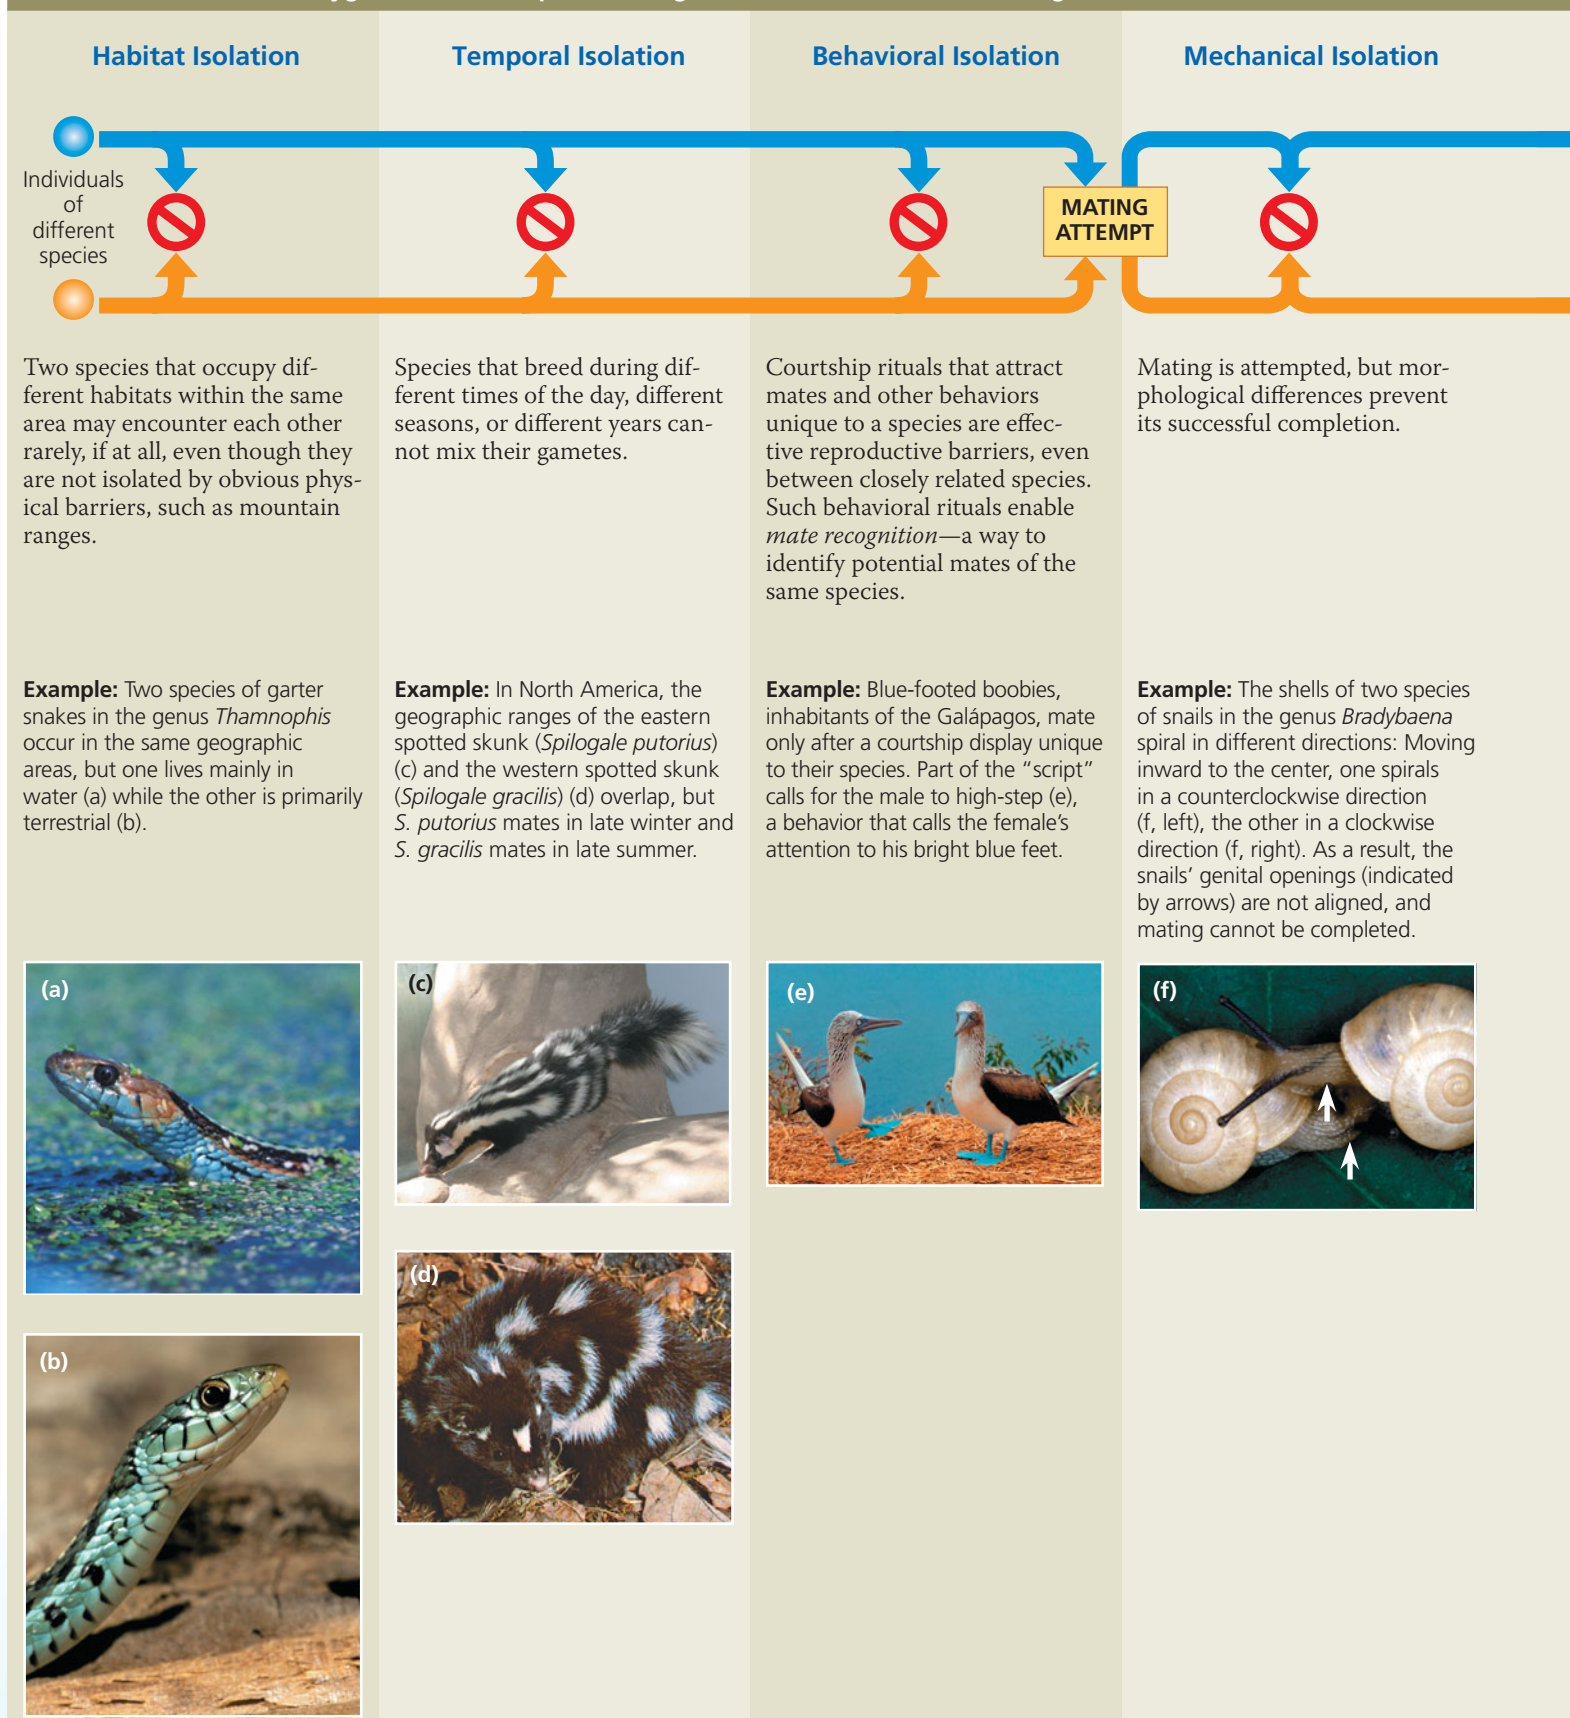 Habitat Isolation
Temporal Isolation
Behavioral Isolation
Mechanical Isolation
Individuals
of
different
species
MATING
ATTEMPT
Two species that occupy dif-
ferent habitats within the same
area may encounter each other
rarely, if at all, even though they
are not isolated by obvious phys-
ical barriers, such as mountain
ranges.
Species that breed during dif-
ferent times of the day, different
seasons, or different years can-
not mix their gametes.
Courtship rituals that attract
mates and other behaviors
unique to a species are effec-
tive reproductive barriers, even
between closely related species.
Such behavioral rituals enable
mate recognition—a way to
identify potential mates of the
same species.
Mating is attempted, but mor-
phological differences prevent
its successful completion.
Example: Two species of garter
snakes in the genus Thamnophis
occur in the same geographic
areas, but one lives mainly in
water (a) while the other is primarily
terrestrial (b).
Example: In North America, the
geographic ranges of the eastern
spotted skunk (Spilogale putorius)
(c) and the western spotted skunk
(Spilogale gracilis) (d) overlap, but
S. putorius mates in late winter and
S. gracilis mates in late summer.
Example: Blue-footed boobies,
inhabitants of the Galápagos, mate
only after a courtship display unique
to their species. Part of the “script”
calls for the male to high-step (e),
a behavior that calls the female’s
attention to his bright blue feet.
Example: The shells of two species
of snails in the genus Bradybaena
spiral in different directions: Moving
inward to the center, one spirals
in a counterclockwise direction
(f, left), the other in a clockwise
direction (f, right). As a result, the
snails’ genital openings (indicated
by arrows) are not aligned, and
mating cannot be completed.
(a)
(b)
(c)
(d)
(e)
(f)